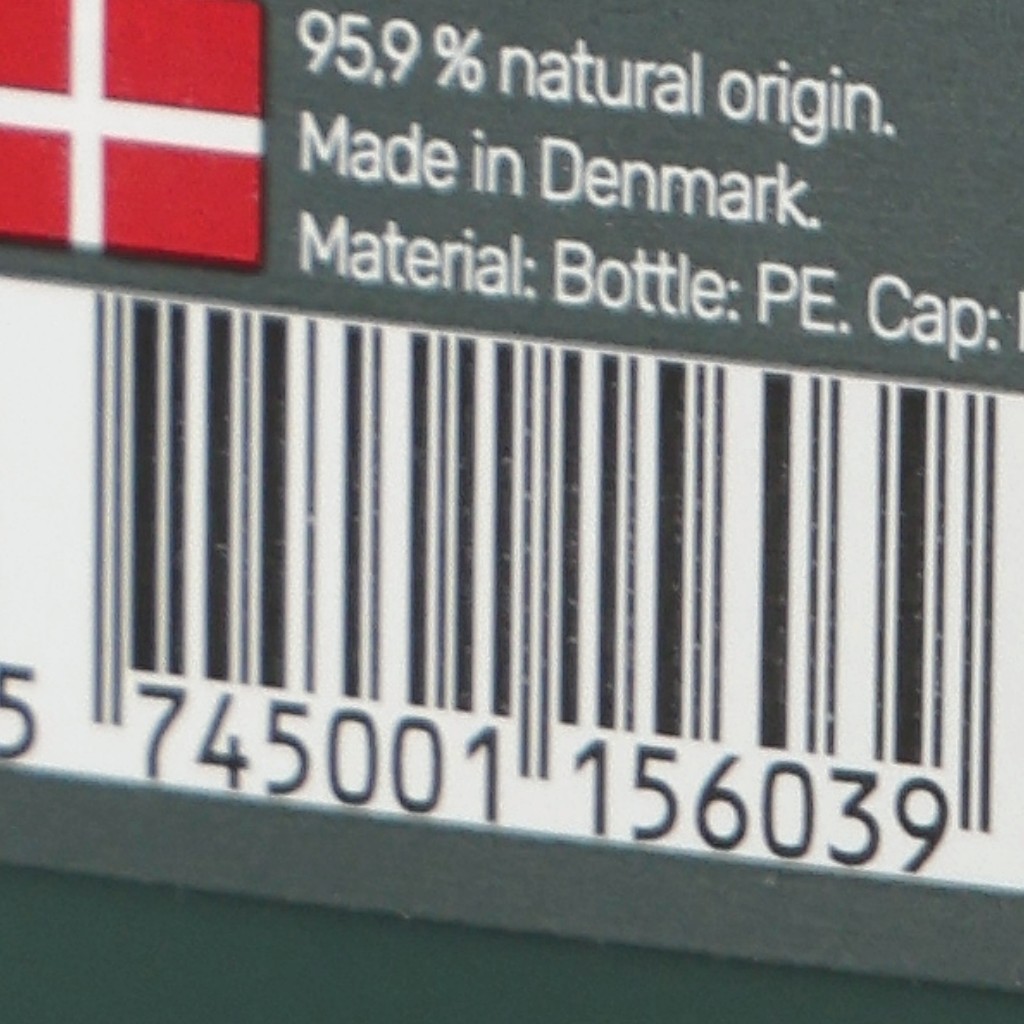 95,9 % natural origin.
Made in Denmark.
Material: Bottle: PE. Cap:
5 745001 156039